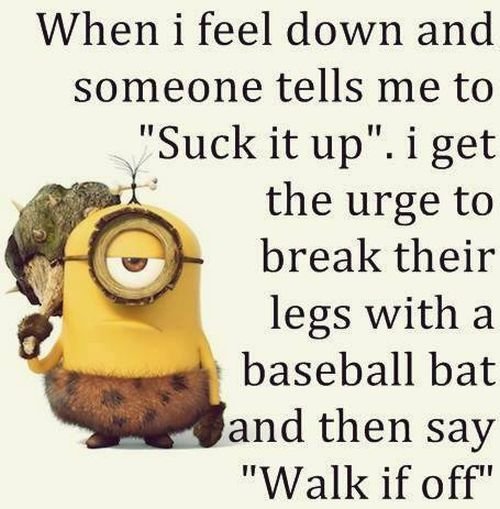 When i feel down and
someone tells me to
"Suck it up". i get
the urge to
break their
legs with a
baseball bat
and then say
"Walk if off"